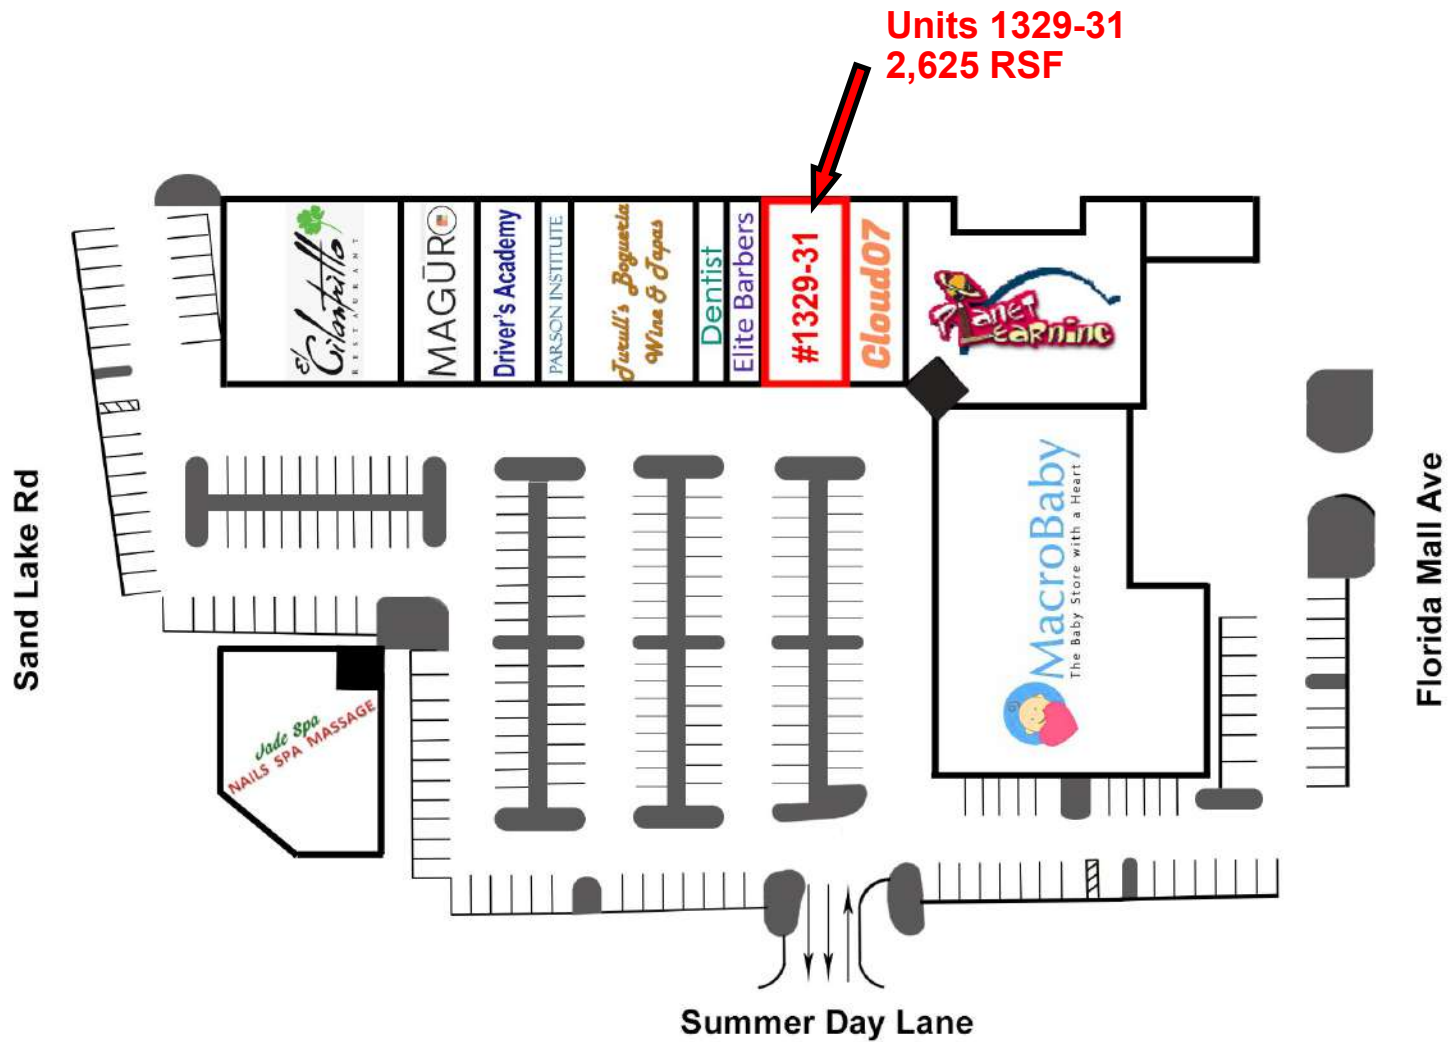 Units 1329-31
2,625 RSF
El
Cilantrillo
RESTAURANT
MAGŪRO
Driver's Academy
PARSON INSTITUTE
Jurull's Bogueria
Wine & Tapas
Dentist
Elite Barbers
#1329-31
Cloud07
Planet
Learning
MacroBaby
The Baby Store with a Heart
Sand Lake Rd
Florida Mall Ave
Jade Spa
NAILS SPA MASSAGE
Summer Day Lane